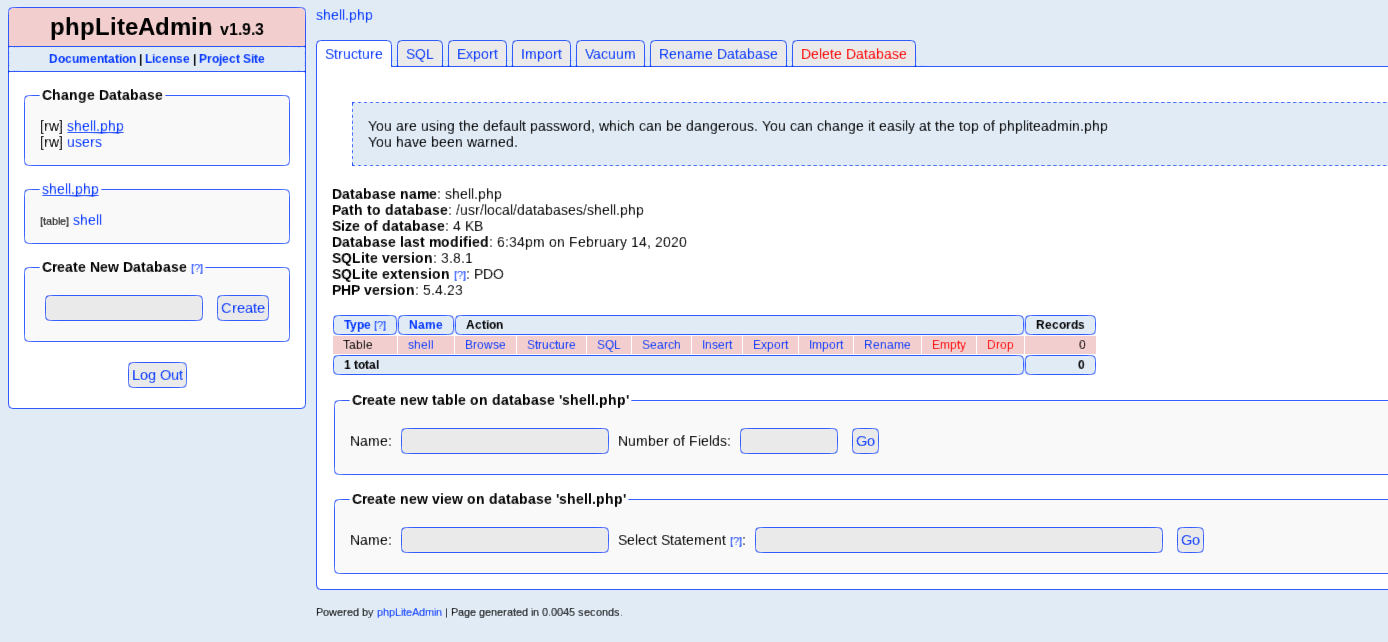 phpLiteAdmin v1.9.3
Documentation | License | Project Site
Change Database
[rw] shell.php
[rw] users
shell.php
[table] shell
Create New Database [?]
Create
Log Out
shell.php
Structure SQL Export Import Vacuum Rename Database Delete Database
You are using the default password, which can be dangerous. You can change it easily at the top of phpliteadmin.php
You have been warned.
Database name: shell.php
Path to database: /usr/local/databases/shell.php
Size of database: 4 KB
Database last modified: 6:34pm on February 14, 2020
SQLite version: 3.8.1
SQLite extension [?]: PDO
PHP version: 5.4.23
Type [?] Name Action Records
Table shell Browse Structure SQL Search Insert Export Import Rename Empty Drop 0
1 total 0
Create new table on database 'shell.php'
Name: Number of Fields: Go
Create new view on database 'shell.php'
Name: Select Statement [?]: Go
Powered by phpLiteAdmin | Page generated in 0.0045 seconds.